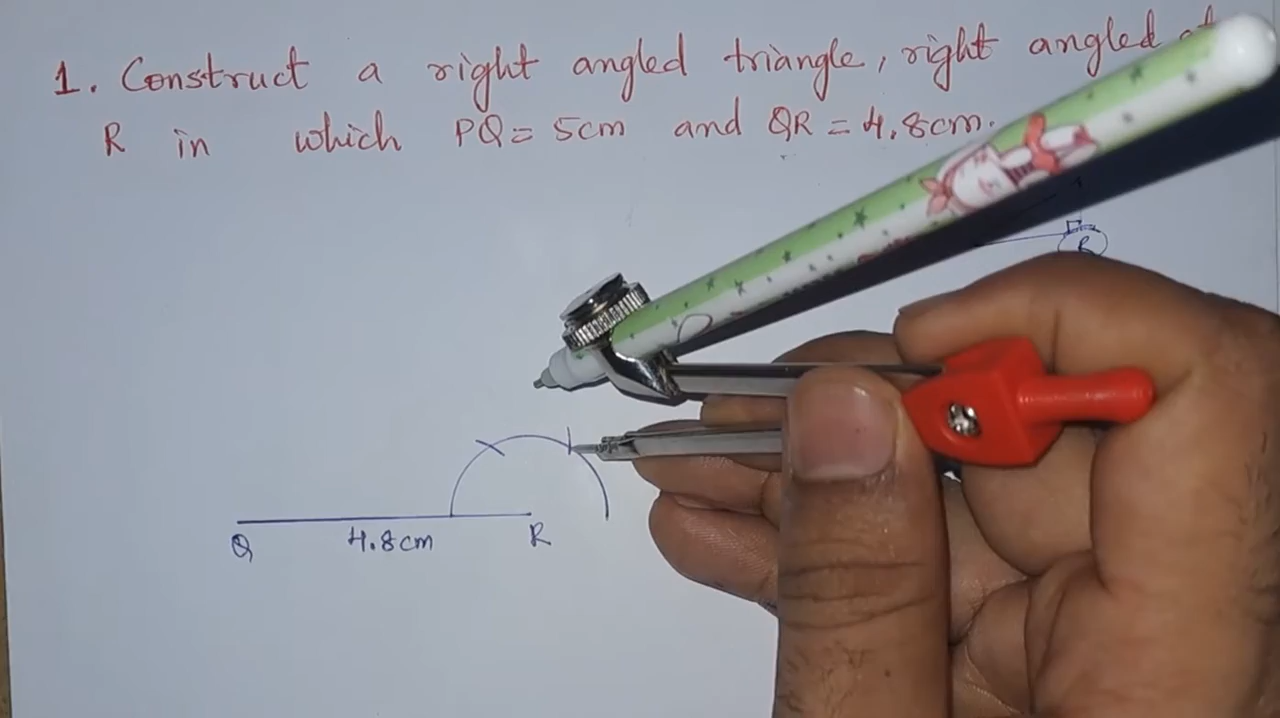 1. Construct a right angled triangle, right angled
R in which PQ = 5cm and QR = 4.8cm.
R
Q 4.8cm R